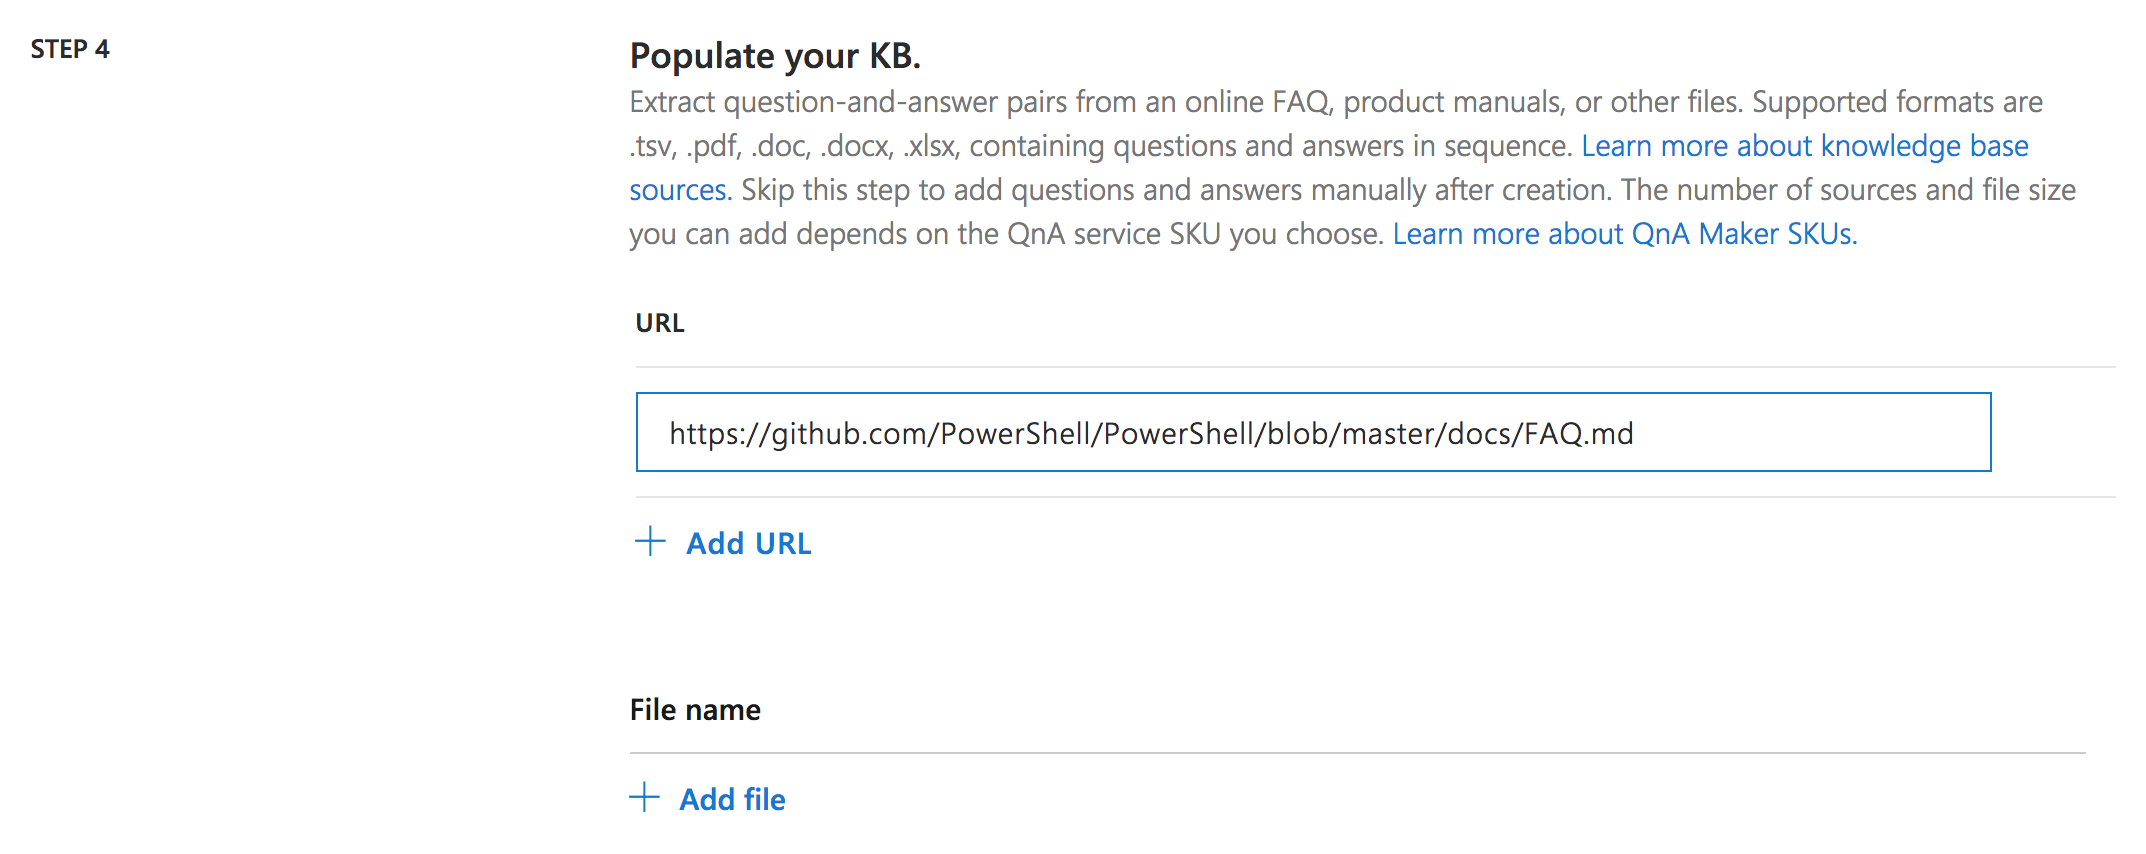 STEP 4
Populate your KB.
Extract question-and-answer pairs from an online FAQ, product manuals, or other files. Supported formats are
.tsv, .pdf, .doc, .docx, .xlsx, containing questions and answers in sequence. Learn more about knowledge base
sources. Skip this step to add questions and answers manually after creation. The number of sources and file size
you can add depends on the QnA service SKU you choose. Learn more about QnA Maker SKUs.
URL
https://github.com/PowerShell/PowerShell/blob/master/docs/FAQ.md
Add URL
File name
Add file